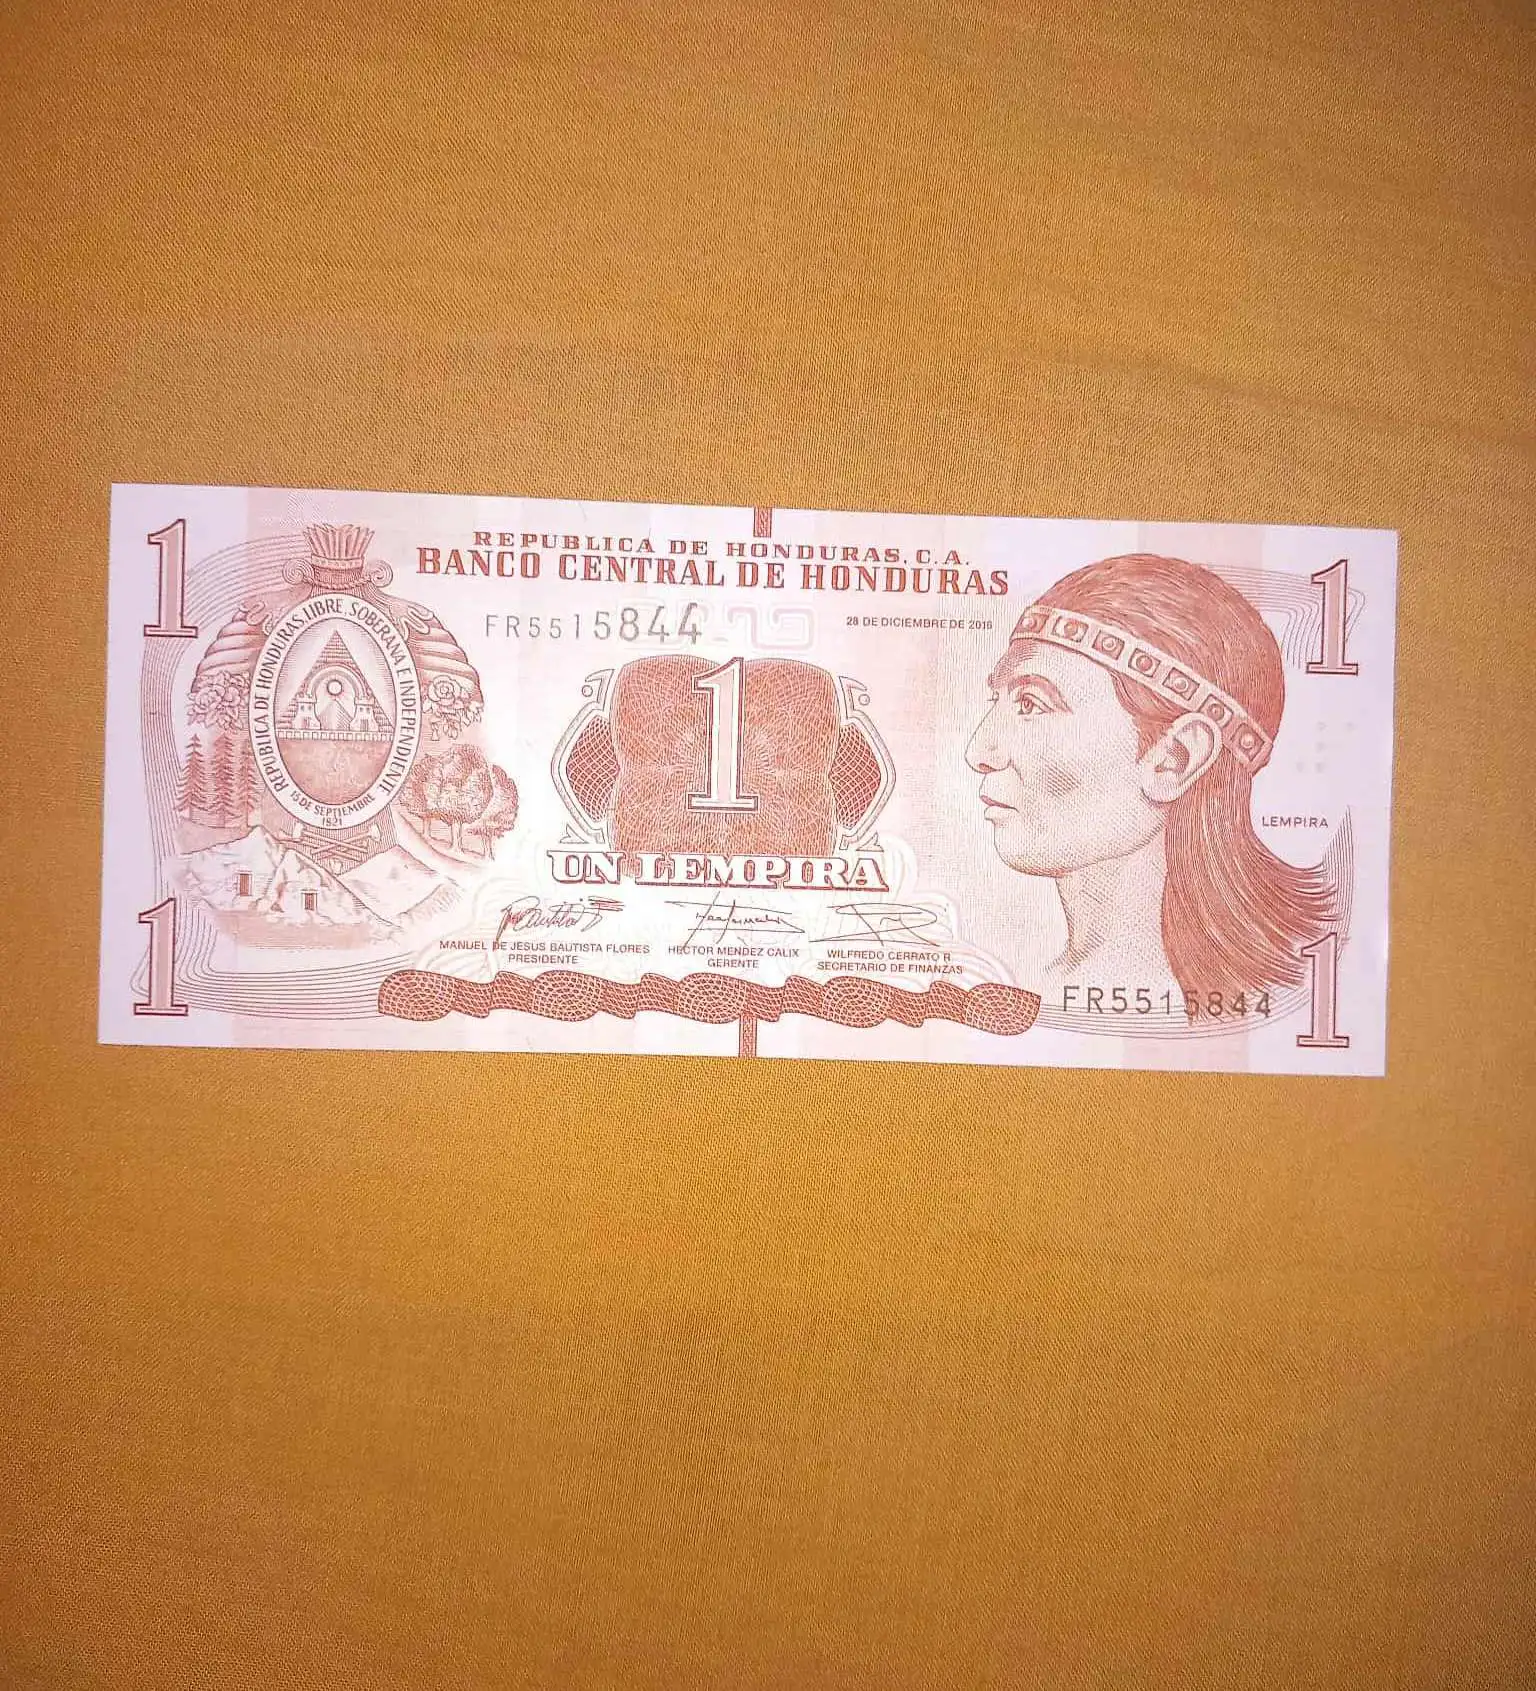 1
1
REPUBLICA DE HONDURAS, C.A.
BANCO CENTRAL DE HONDURAS
FR5515844
28 DE DICIEMBRE DE 2016
REPUBLICA DE HONDURAS, LIBRE, SOBERANA E INDEPENDIENTE
15 DE SEPTIEMBRE
1821
1
UN LEMPIRA
LEMPIRA
MANUEL DE JESUS BAUTISTA FLORES
PRESIDENTE
HECTOR MENDEZ CALIX
GERENTE
WILFREDO CERRATO R.
SECRETARIO DE FINANZAS
1
FR5515844
1